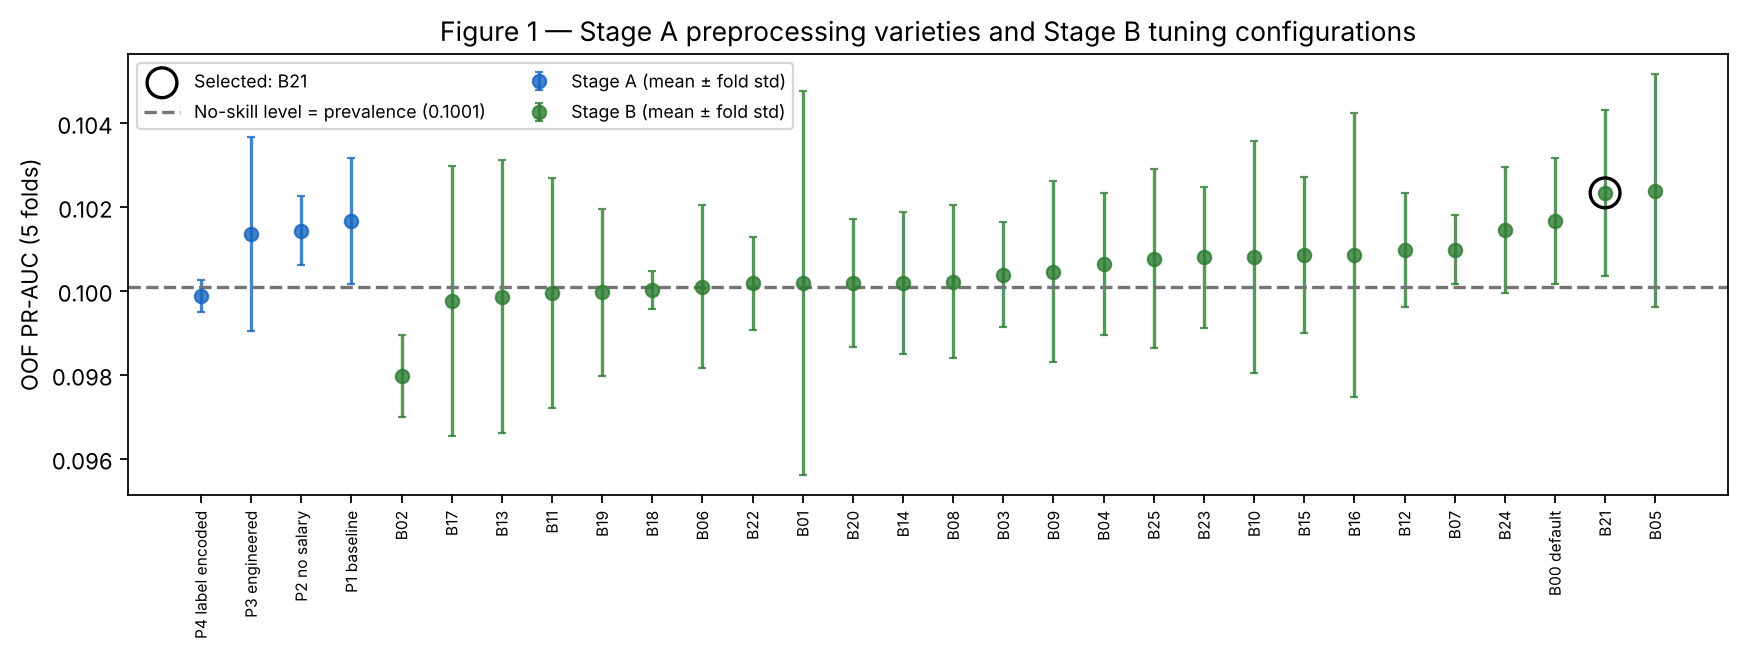 Figure 1 — Stage A preprocessing varieties and Stage B tuning configurations
Selected: B21
No-skill level = prevalence (0.1001)
Stage A (mean ± fold std)
Stage B (mean ± fold std)
OOF PR-AUC (5 folds)
0.104
0.102
0.100
0.098
0.096
P4 label encoded
P3 engineered
P2 no salary
P1 baseline
B02
B17
B13
B11
B19
B18
B06
B22
B01
B20
B14
B08
B03
B09
B04
B25
B23
B10
B15
B16
B12
B07
B24
B00 default
B21
B05